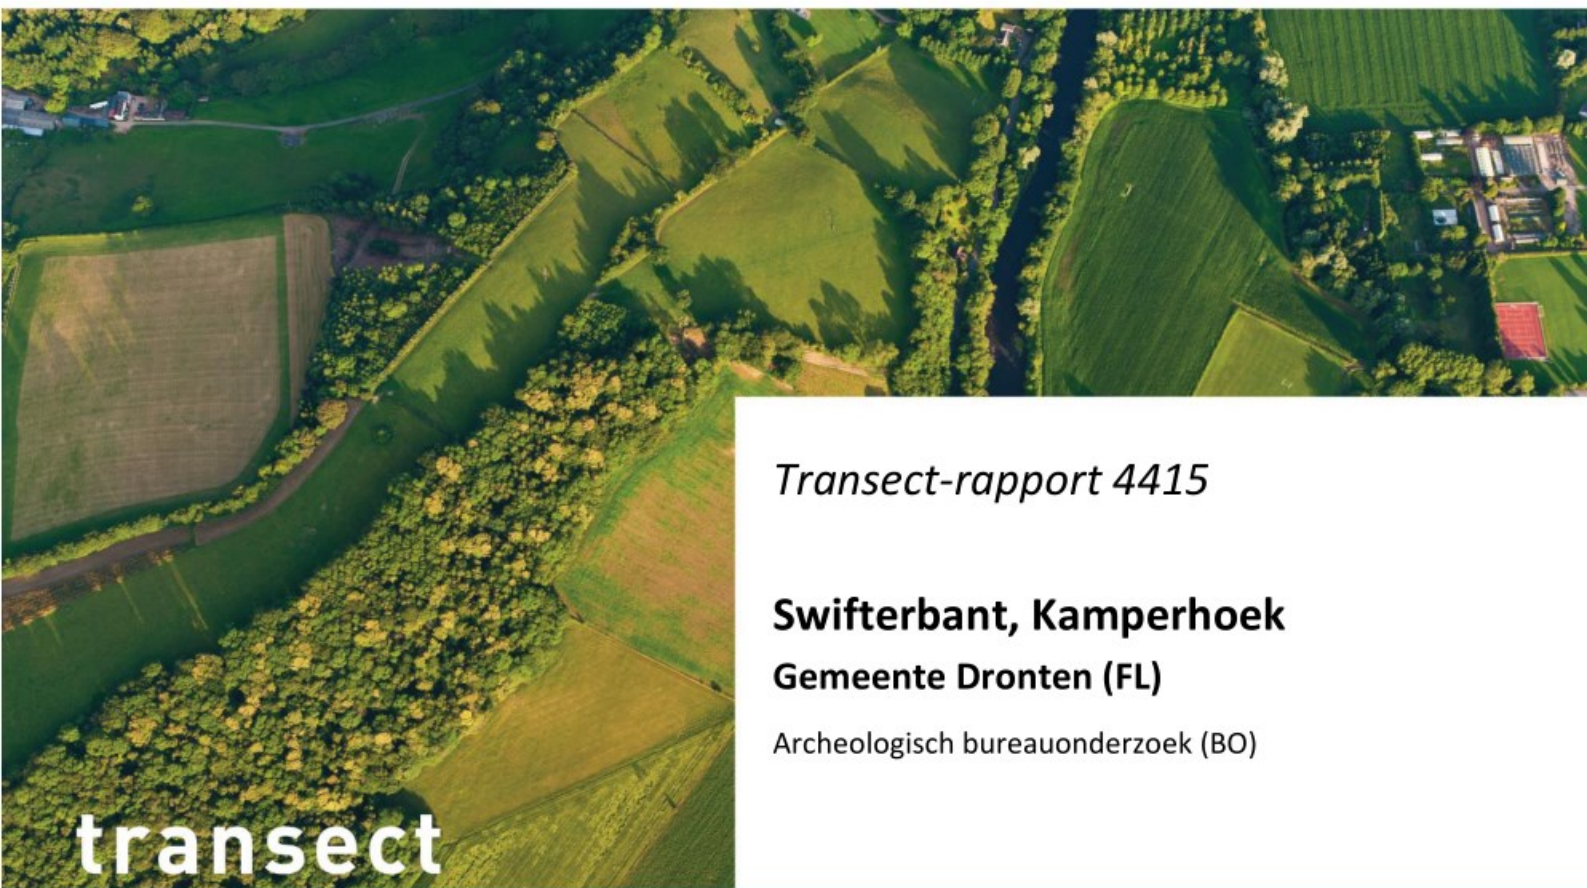 Transect-rapport 4415
Swifterbant, Kamperhoek
Gemeente Dronten (FL)
Archeologisch bureauonderzoek (BO)
transect